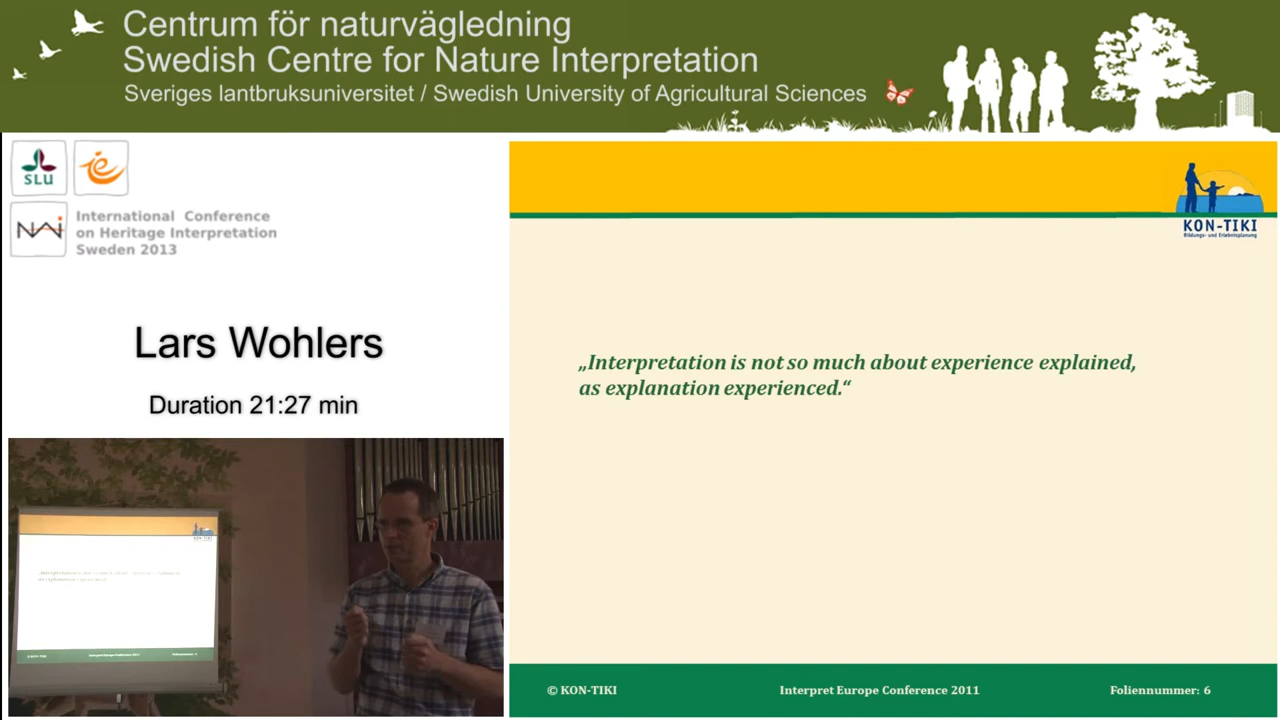 Centrum för naturvägledning
Swedish Centre for Nature Interpretation
Sveriges lantbruksuniversitet / Swedish University of Agricultural Sciences
SLU
ie
NAI
International Conference
on Heritage Interpretation
Sweden 2013
Lars Wohlers
Duration 21:27 min
KON-TIKI
Bildungs- und Erlebnisplanung
„Interpretation is not so much about experience explained,
as explanation experienced.“
© KON-TIKI Interpret Europe Conference 2011 Foliennummer: 6